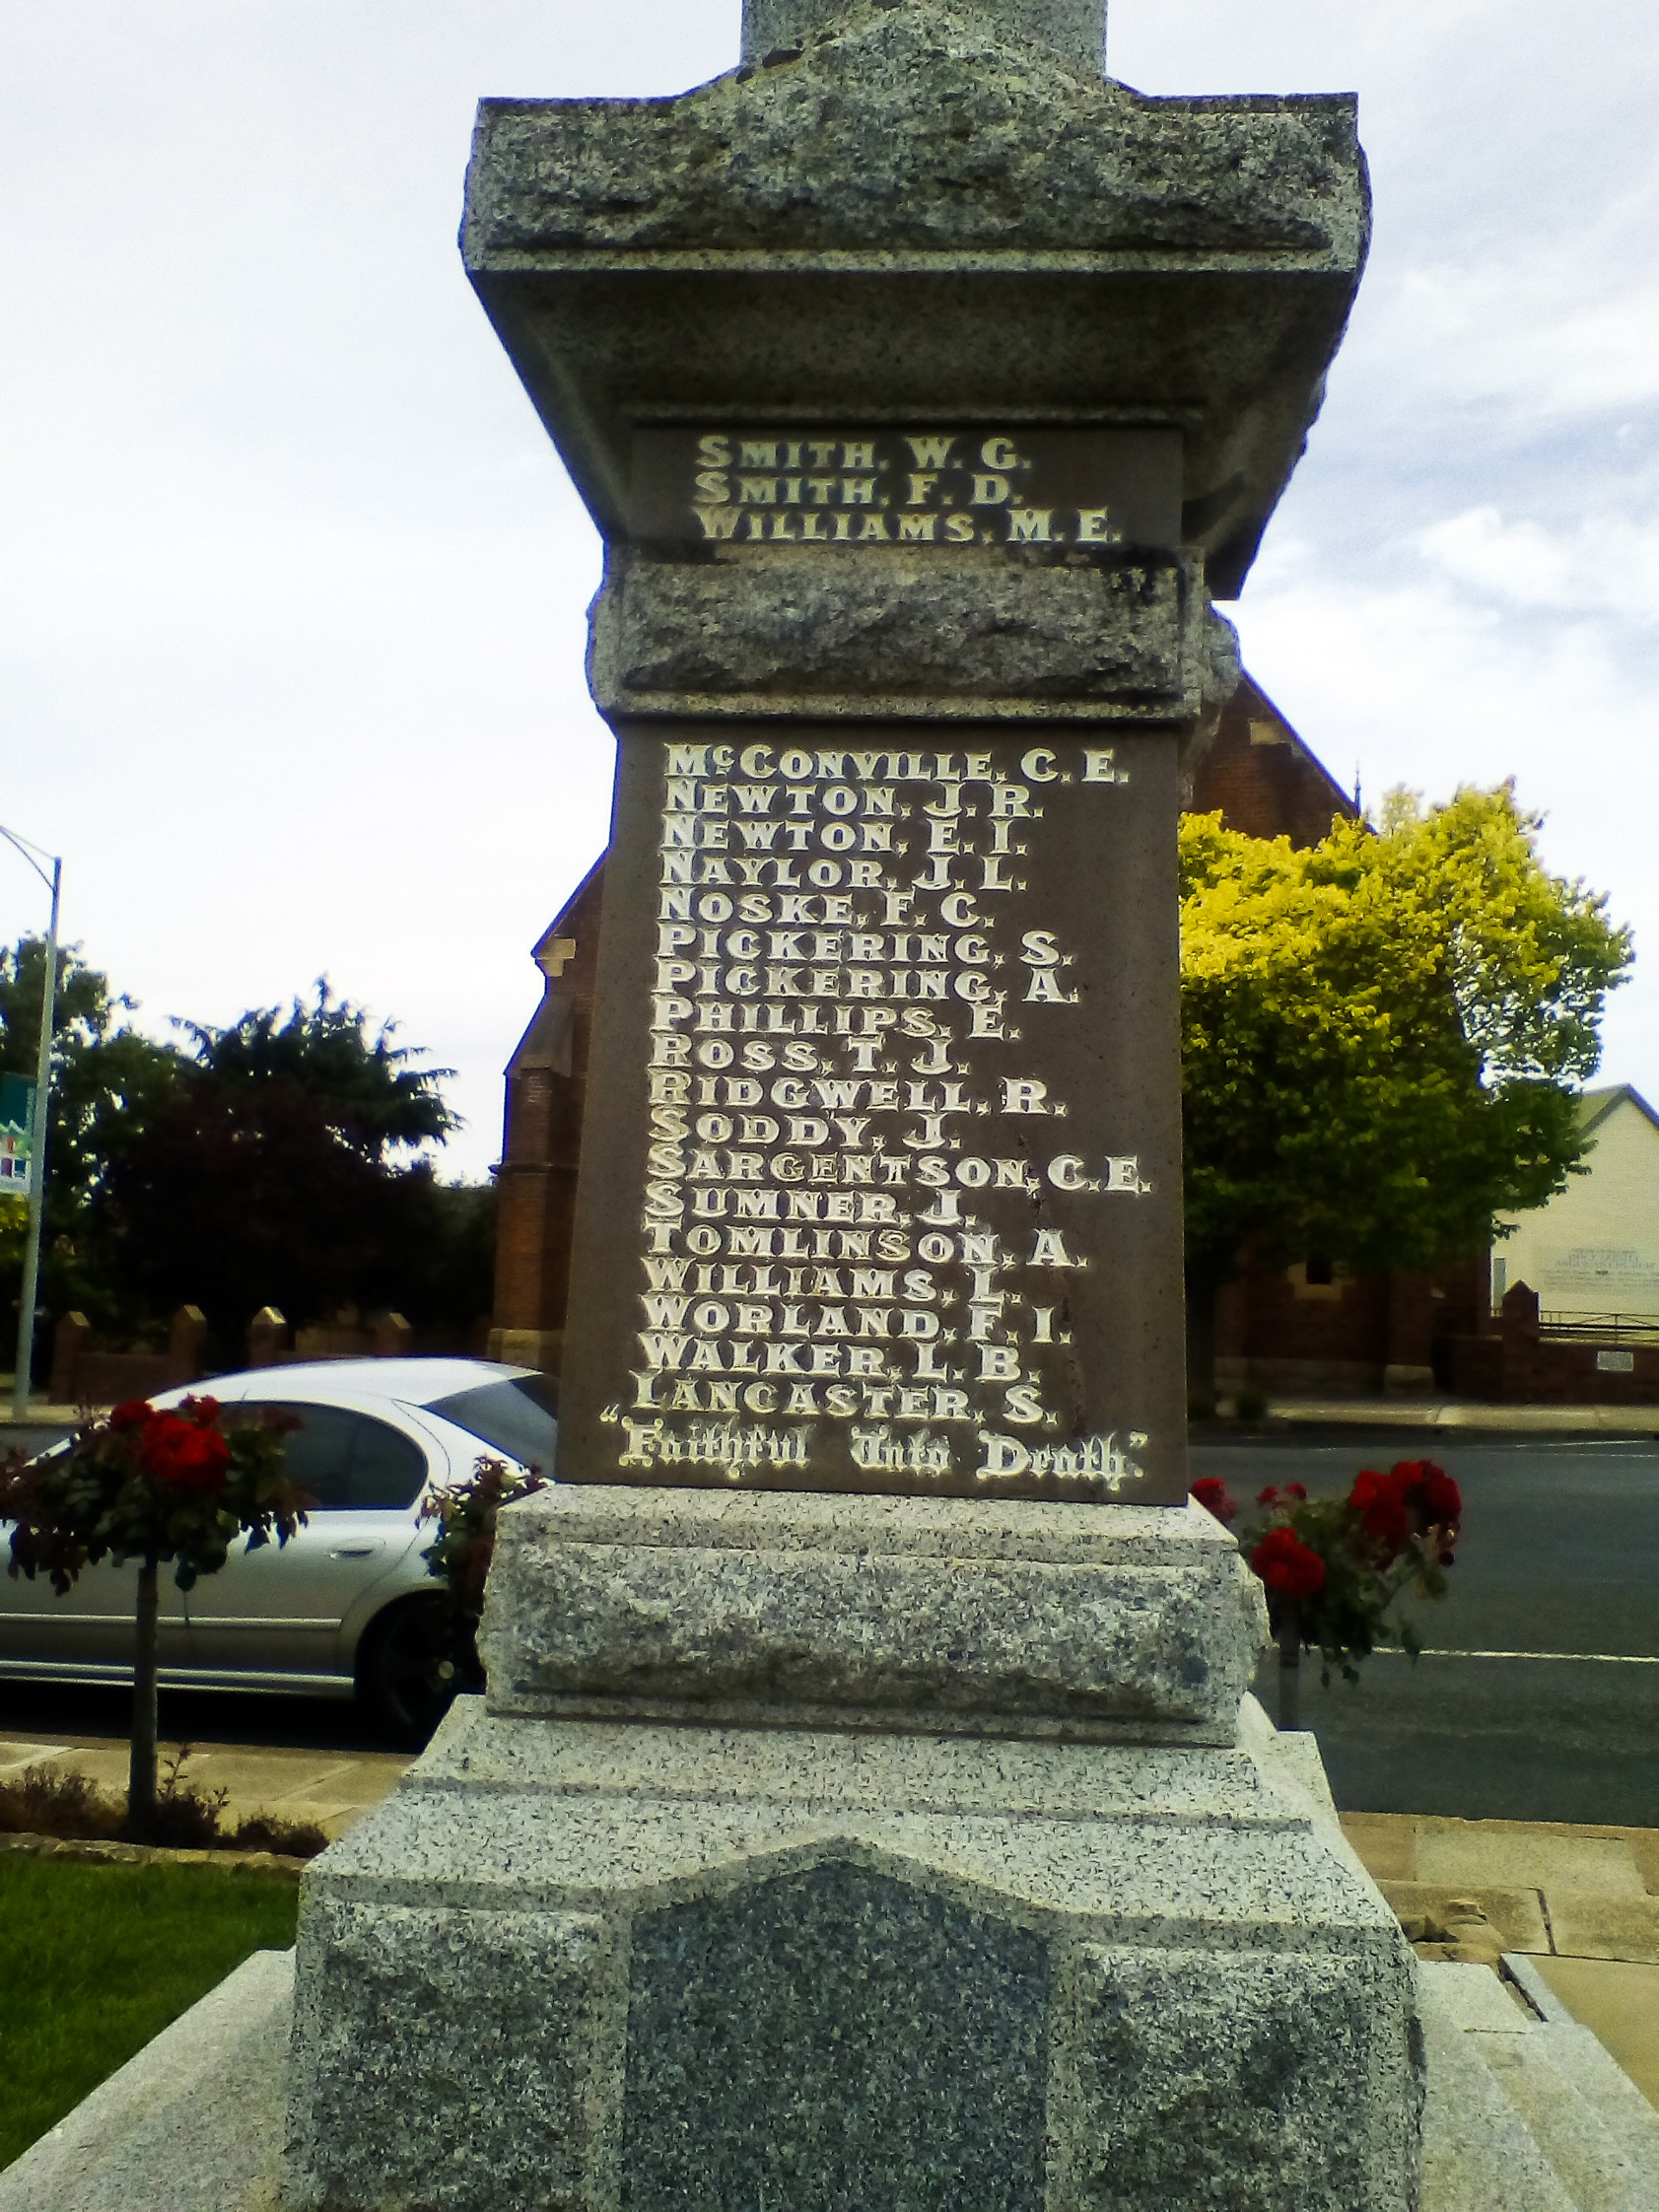 SMITH. W. G.
SMITH. F. D.
WILLIAMS. M. E.
McCONVILLE. C. E.
NEWTON. J. R.
NEWTON. E. I.
NAYLOR. J. L.
NOSKE. F. C.
PICKERING. S.
PICKERING. A.
PHILLIPS. E.
ROSS. T. J.
RIDGWELL. R.
SODDY. J.
SARGENTSON. C. E.
SUMNER. J.
TOMLINSON. A.
WILLIAMS. L.
WORLAND. F. I.
WALKER. L. B.
LANCASTER. S.
“Faithful Unto Death.”